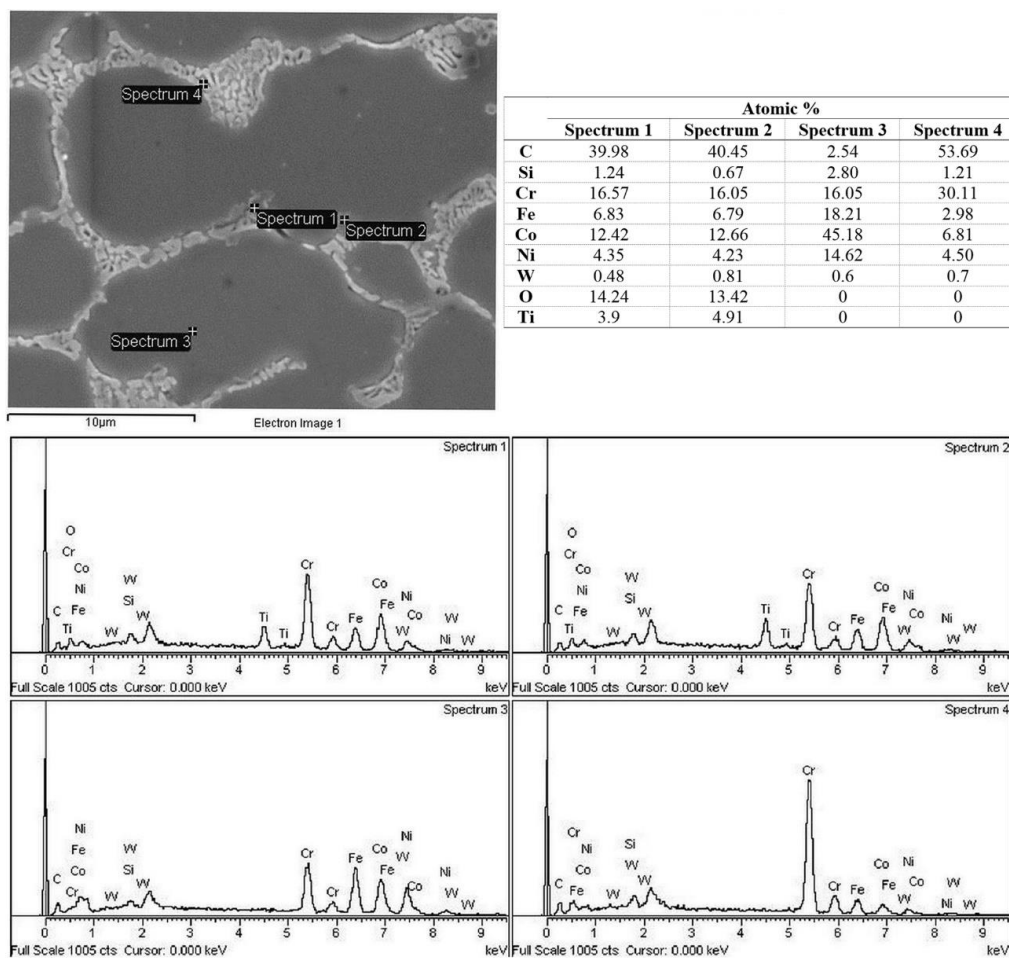 Spectrum 4
Spectrum 1
Spectrum 2
Spectrum 3
10µm Electron Image 1
Atomic %
Spectrum 1 Spectrum 2 Spectrum 3 Spectrum 4
C 39.98 40.45 2.54 53.69
Si 1.24 0.67 2.80 1.21
Cr 16.57 16.05 16.05 30.11
Fe 6.83 6.79 18.21 2.98
Co 12.42 12.66 45.18 6.81
Ni 4.35 4.23 14.62 4.50
W 0.48 0.81 0.6 0.7
O 14.24 13.42 0 0
Ti 3.9 4.91 0 0
Spectrum 1
O
Cr
Co
W
Ni
Si
C
Fe
W
Ti
W
Ti
Ti
Cr
Cr
Fe
Co
Fe
Ni
Co
W
W
Ni
W
0 1 2 3 4 5 6 7 8 9
Full Scale 1005 cts Cursor: 0.000 keV keV
Spectrum 2
O
Cr
Co
W
Ni
Si
C
Fe
W
Ti
W
Ti
Ti
Cr
Cr
Fe
Co
Fe
Ni
Co
W
Ni
W
W
0 1 2 3 4 5 6 7 8 9
Full Scale 1005 cts Cursor: 0.000 keV keV
Spectrum 3
Ni
Fe
W
Co
Si
C
Cr
W
W
Cr
Cr
Fe
Co
Fe
Ni
W
Co
Ni
W
W
0 1 2 3 4 5 6 7 8 9
Full Scale 1005 cts Cursor: 0.000 keV keV
Spectrum 4
Cr
Ni
Si
Co
W
C
Fe
W
W
Cr
Cr
Fe
Co
Fe
Ni
Co
W
W
Ni
W
0 1 2 3 4 5 6 7 8 9
Full Scale 1005 cts Cursor: 0.000 keV keV